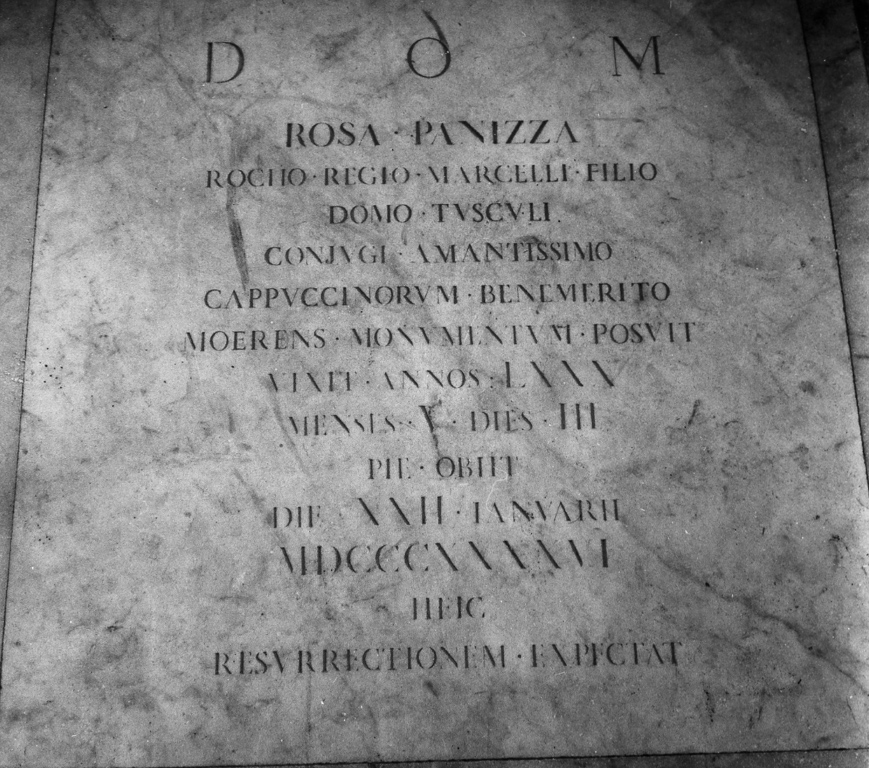 D O M
ROSA · PANIZZA
ROCHO · REGIO · MARCELLI · FILIO
DOMO · TVSCVLI
CONJVGI · AMANTISSIMO
CAPPVCCINORVM · BENEMERITO
MOERENS · MONVMENTVM · POSVIT
VIXIT · ANNOS · LXXX
MENSES · V · DIES · III
PIE · OBIIT
DIE XXII · IANVARII
MDCCCXXXXXVI
HEIC
RESVRRECTIONEM · EXPECTAT